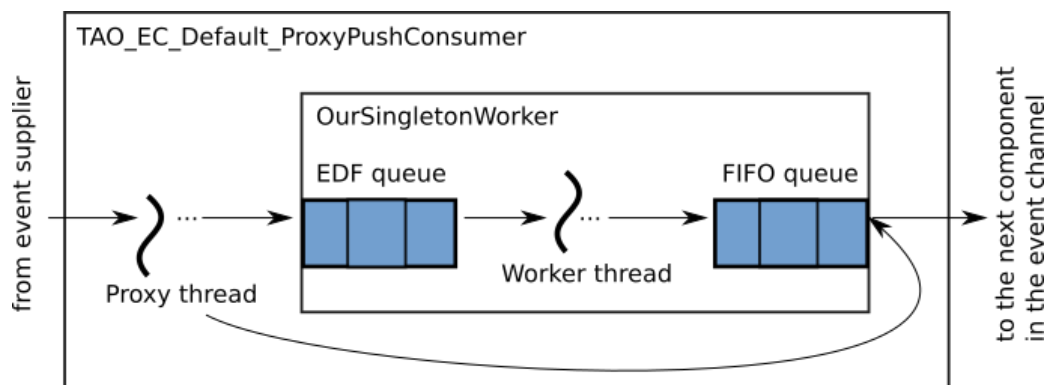 TAO_EC_Default_ProxyPushConsumer
from event supplier
...
Proxy thread
OurSingletonWorker
EDF queue
...
Worker thread
FIFO queue
to the next component
in the event channel